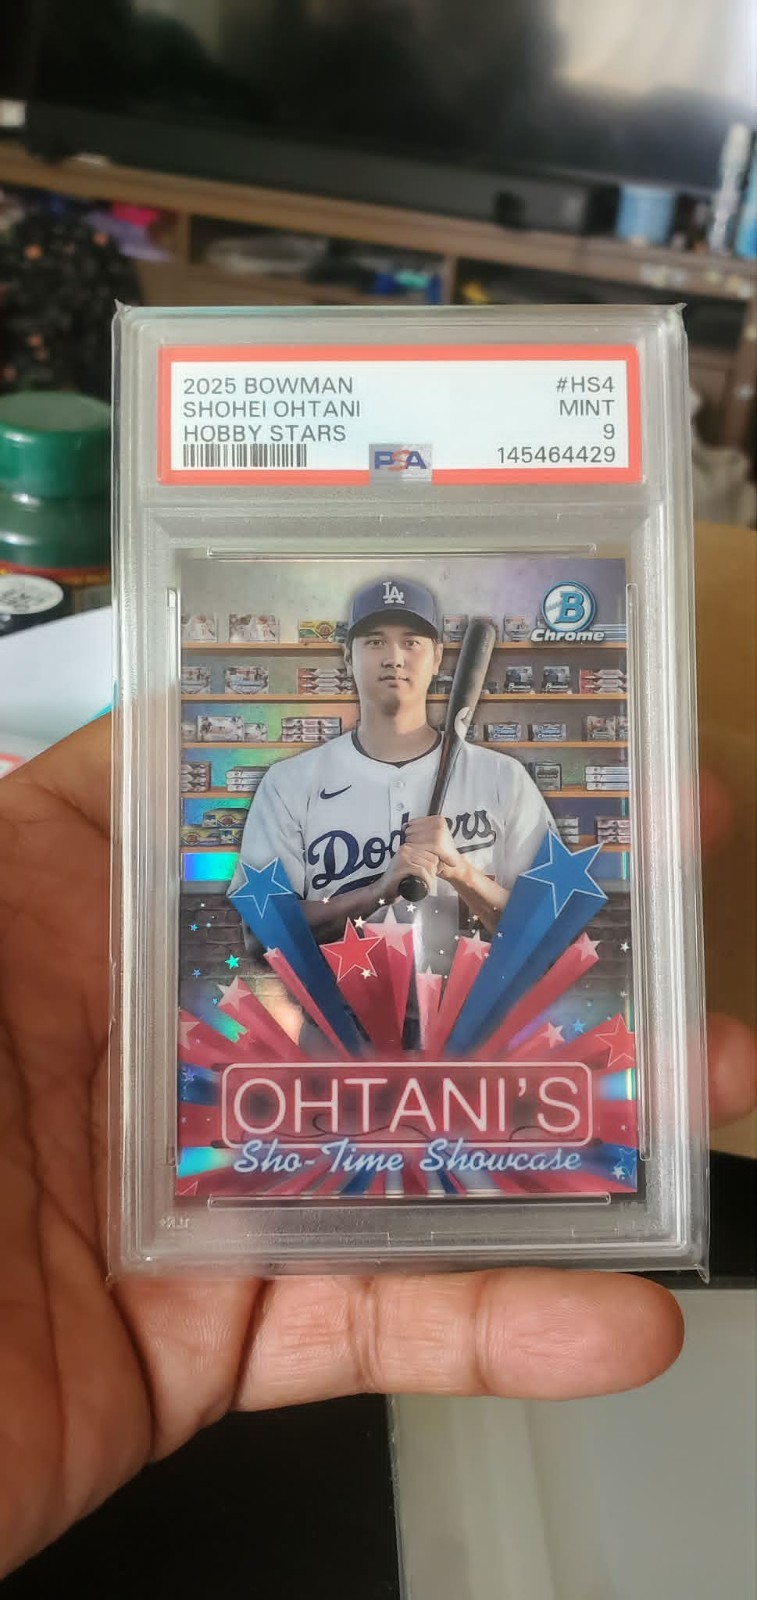 2025 BOWMAN #HS4
SHOHEI OHTANI MINT
HOBBY STARS 9
PSA 145464429
LA
B
Chrome
Dodgers
OHTANI'S
Sho-Time Showcase